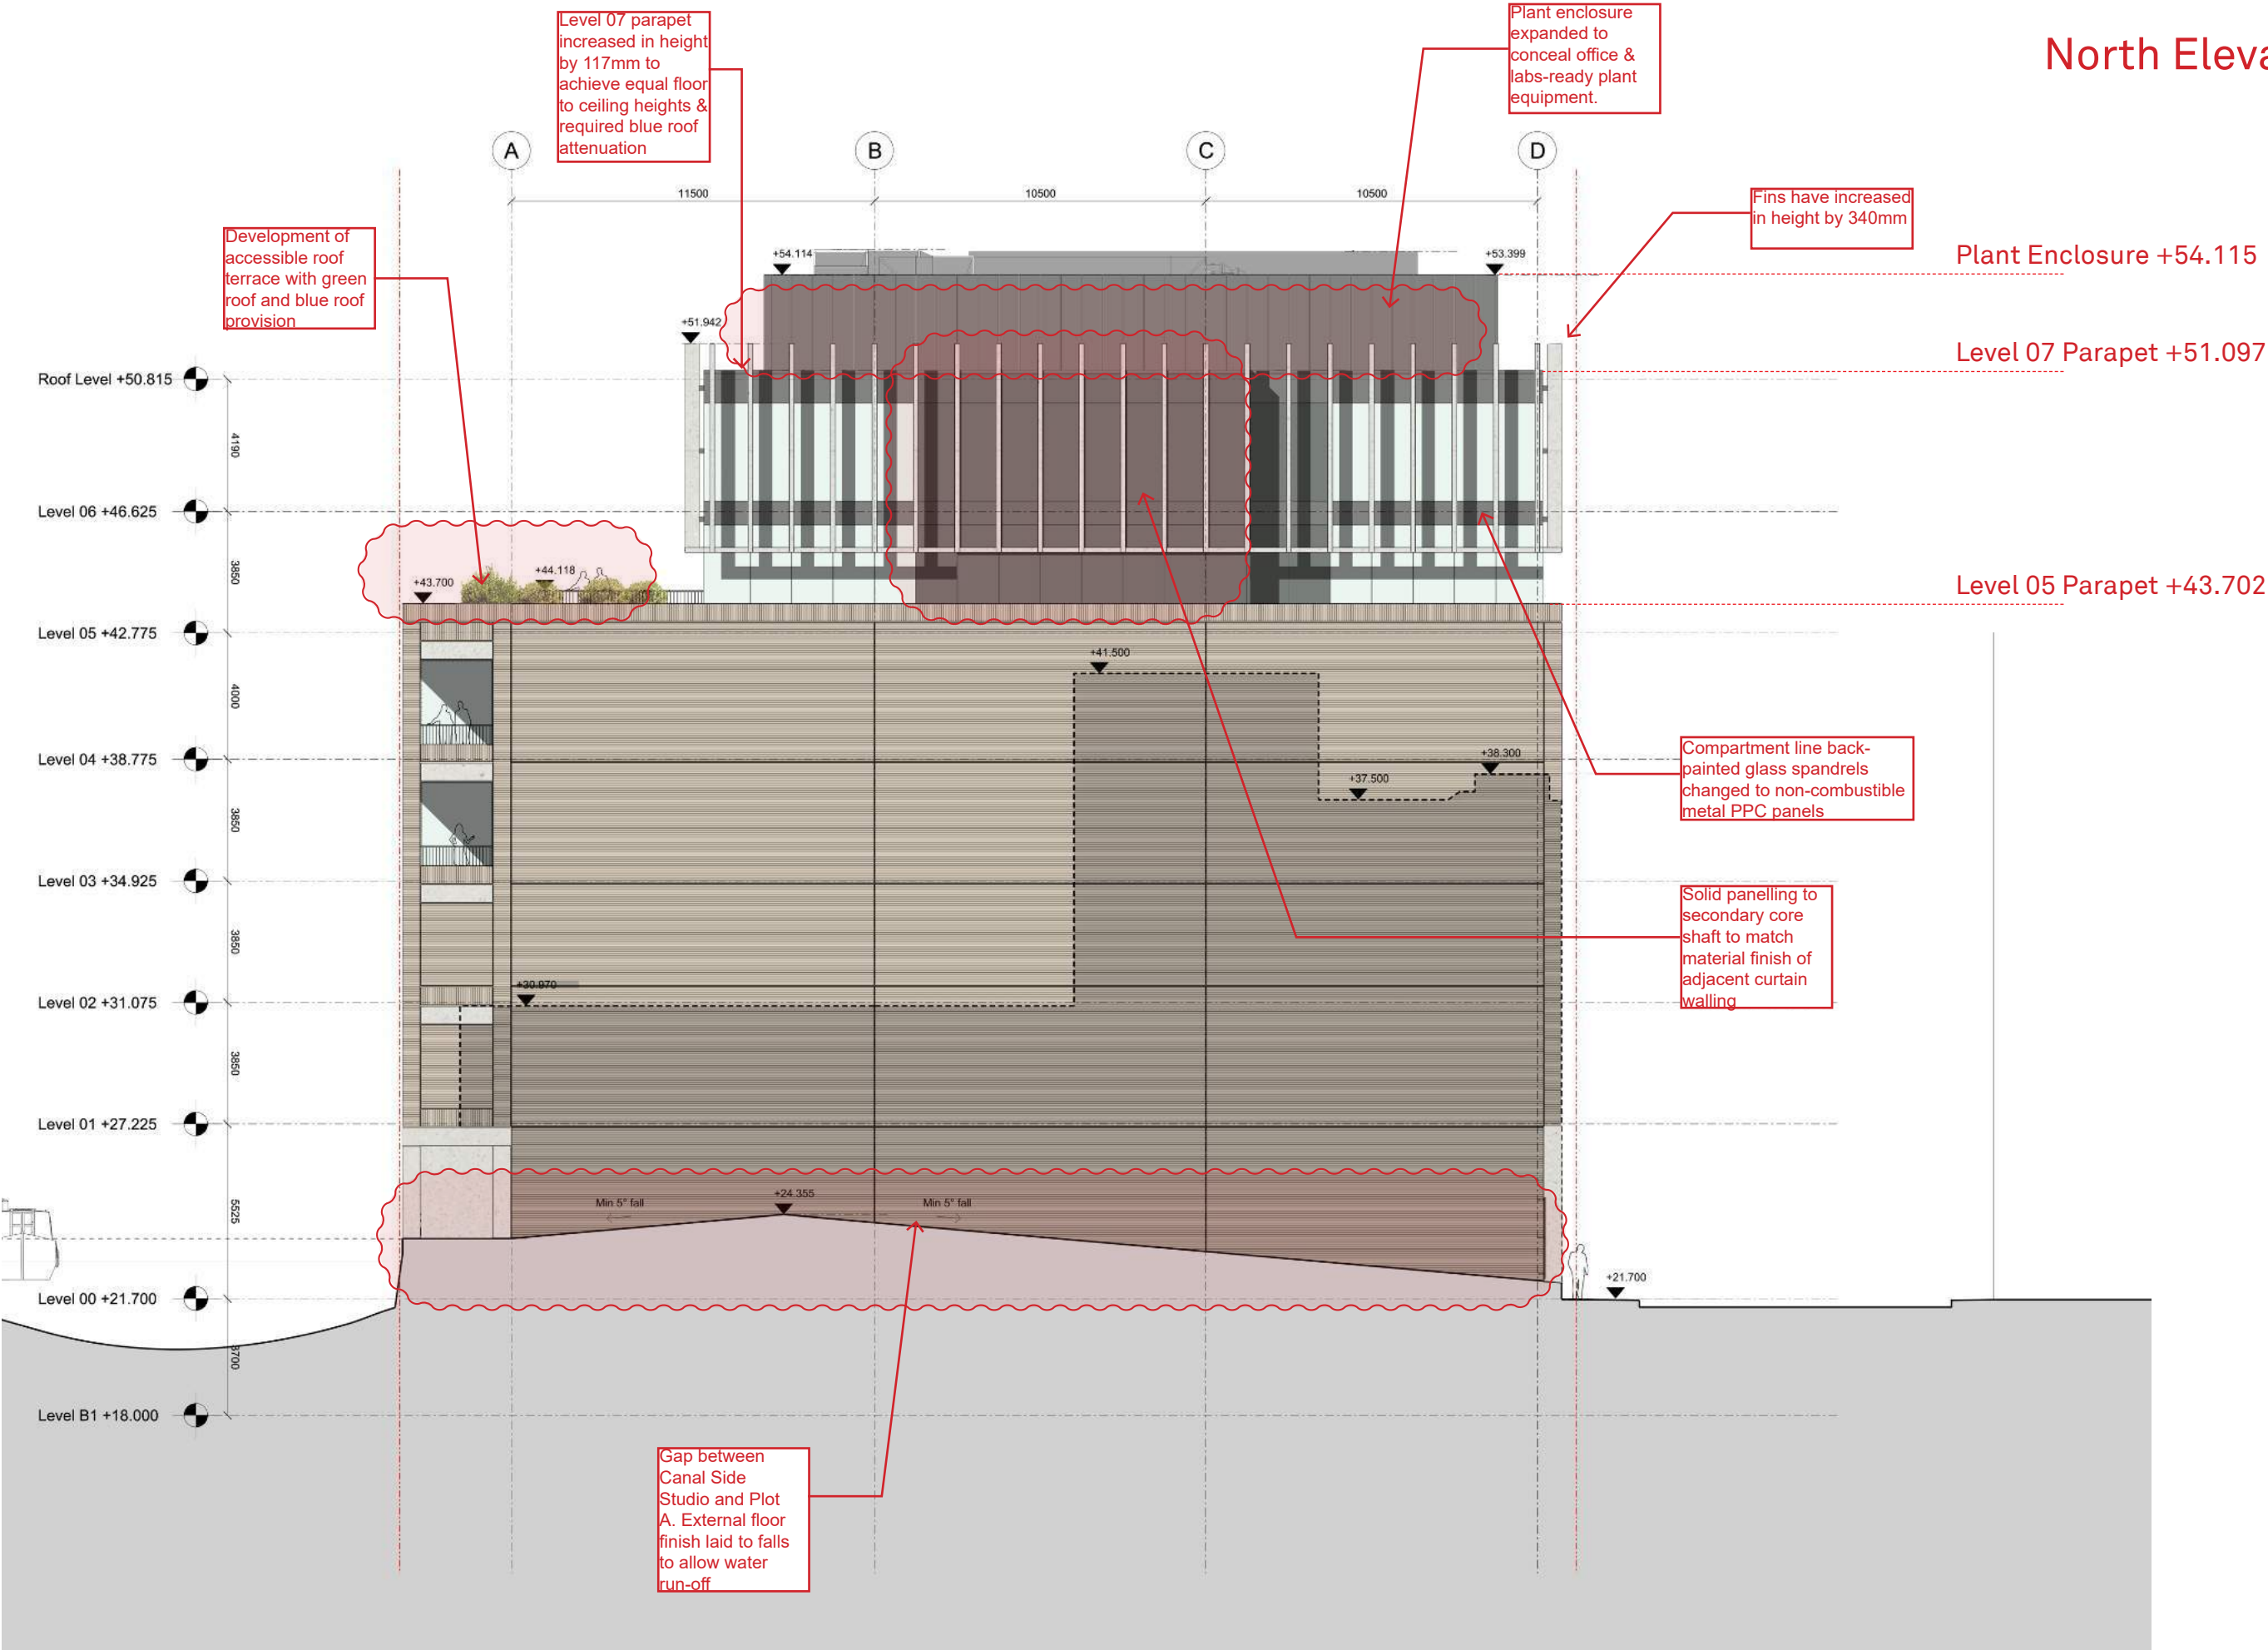 North Eleva
Level 07 parapet
increased in height
by 117mm to
achieve equal floor
to ceiling heights &
required blue roof
attenuation
Plant enclosure
expanded to
conceal office &
labs-ready plant
equipment.
A
B
C
D
11500
10500
10500
Fins have increased
in height by 340mm
Development of
accessible roof
terrace with green
roof and blue roof
provision
+54.114
+53.399
Plant Enclosure +54.115
+51.942
Level 07 Parapet +51.097
Roof Level +50.815
4190
Level 06 +46.625
3850
+43.700
+44.118
Level 05 Parapet +43.702
Level 05 +42.775
+41.500
4000
Level 04 +38.775
+38.300
+37.500
Compartment line back-
painted glass spandrels
changed to non-combustible
metal PPC panels
3850
Level 03 +34.925
Solid panelling to
secondary core
shaft to match
material finish of
adjacent curtain
walling
3850
+30.970
Level 02 +31.075
3850
Level 01 +27.225
5525
Min 5° fall
+24.355
Min 5° fall
+21.700
Level 00 +21.700
3700
Level B1 +18.000
Gap between
Canal Side
Studio and Plot
A. External floor
finish laid to falls
to allow water
run-off